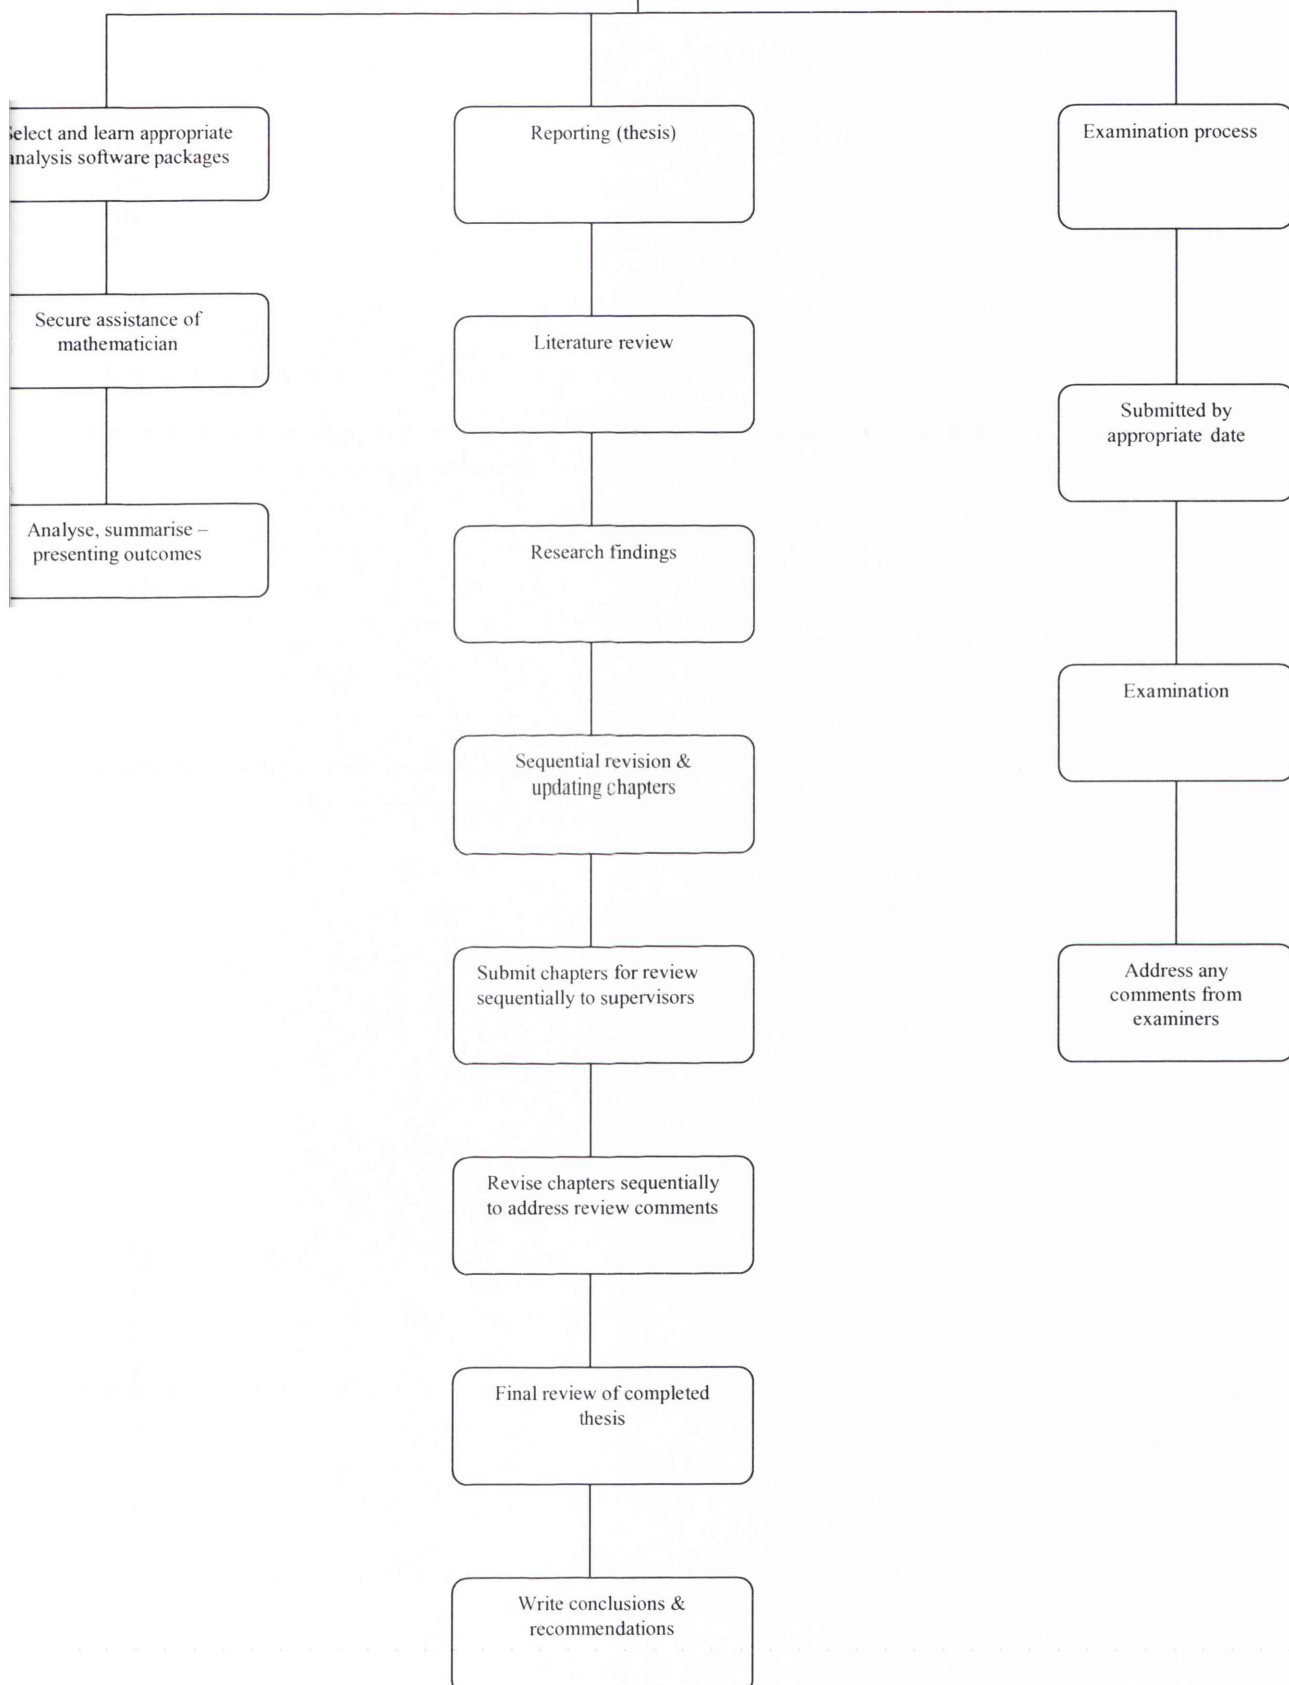 Select and learn appropriate
analysis software packages
Secure assistance of
mathematician
Analyse, summarise –
presenting outcomes
Reporting (thesis)
Literature review
Research findings
Sequential revision &
updating chapters
Submit chapters for review
sequentially to supervisors
Revise chapters sequentially
to address review comments
Final review of completed
thesis
Write conclusions &
recommendations
Examination process
Submitted by
appropriate date
Examination
Address any
comments from
examiners